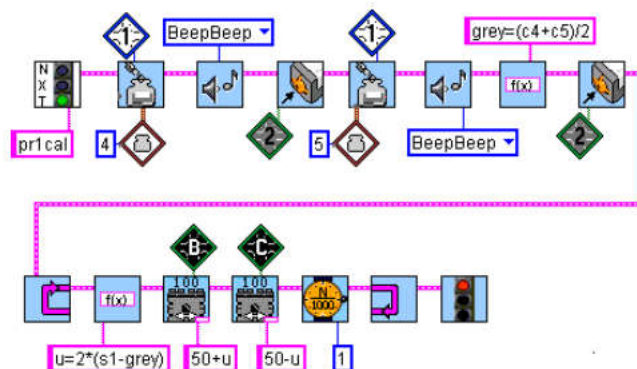 1
BeepBeep
1
grey=(c4+c5)/2
N
X
T
f(x)
pr1cal
4
2
5
BeepBeep
2
B
C
f(x)
100
100
N
1000
u=2*(s1-grey)
50+u
50-u
1